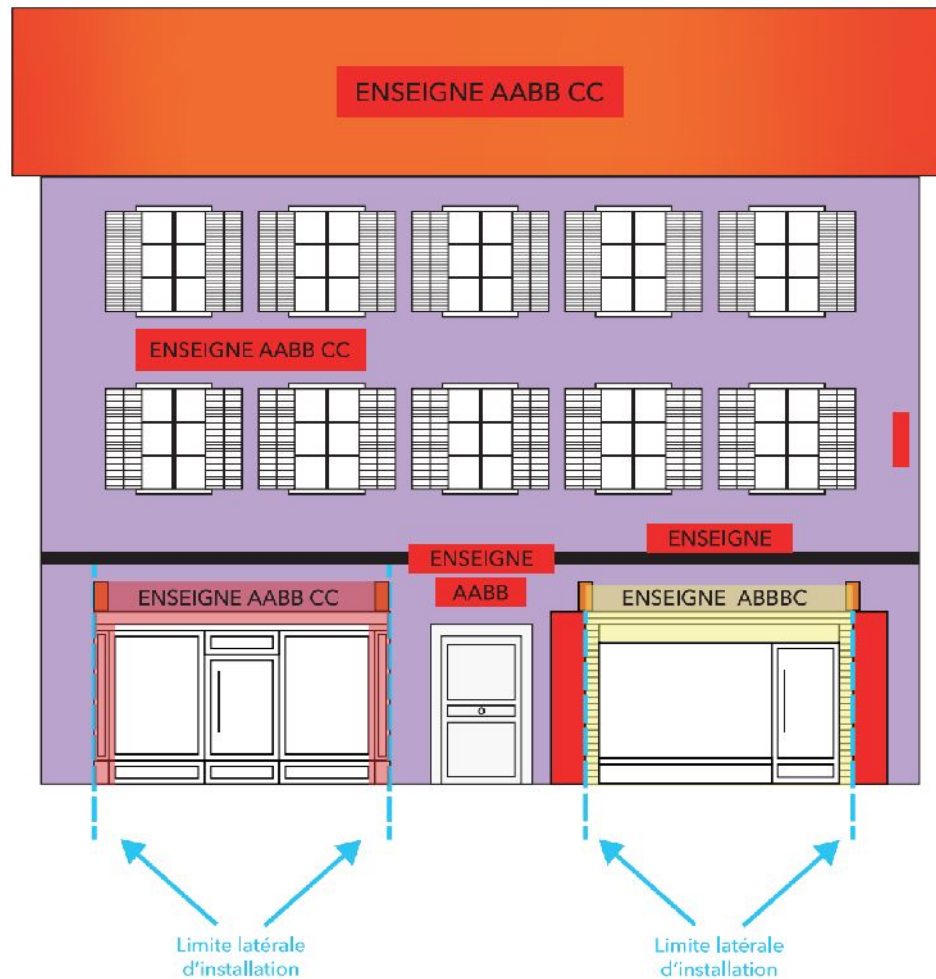 ENSEIGNE AABB CC
ENSEIGNE AABB CC
ENSEIGNE
ENSEIGNE
AABB
ENSEIGNE AABB CC
ENSEIGNE ABBBC
Limite latérale
d'installation
Limite latérale
d'installation